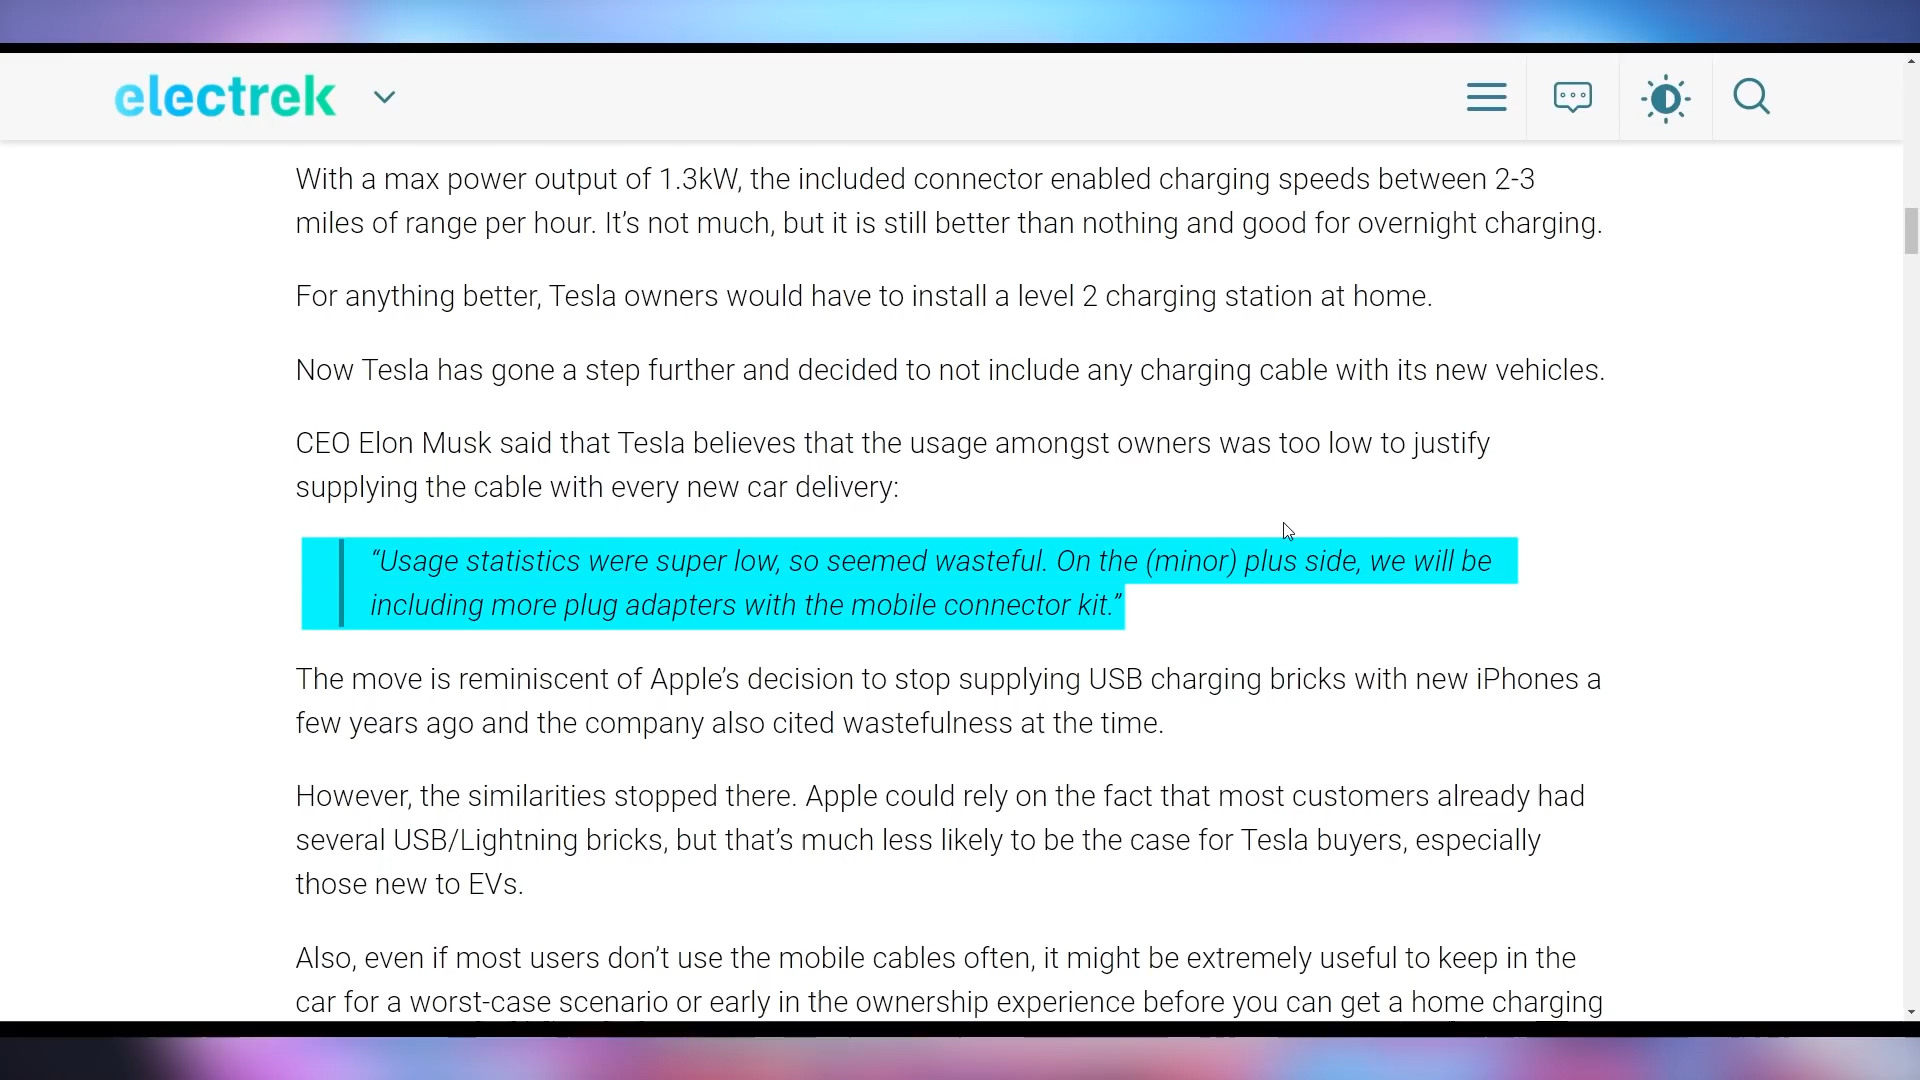 electrek
With a max power output of 1.3kW, the included connector enabled charging speeds between 2-3
miles of range per hour. It’s not much, but it is still better than nothing and good for overnight charging.
For anything better, Tesla owners would have to install a level 2 charging station at home.
Now Tesla has gone a step further and decided to not include any charging cable with its new vehicles.
CEO Elon Musk said that Tesla believes that the usage amongst owners was too low to justify
supplying the cable with every new car delivery:
“Usage statistics were super low, so seemed wasteful. On the (minor) plus side, we will be
including more plug adapters with the mobile connector kit.”
The move is reminiscent of Apple’s decision to stop supplying USB charging bricks with new iPhones a
few years ago and the company also cited wastefulness at the time.
However, the similarities stopped there. Apple could rely on the fact that most customers already had
several USB/Lightning bricks, but that’s much less likely to be the case for Tesla buyers, especially
those new to EVs.
Also, even if most users don’t use the mobile cables often, it might be extremely useful to keep in the
car for a worst-case scenario or early in the ownership experience before you can get a home charging